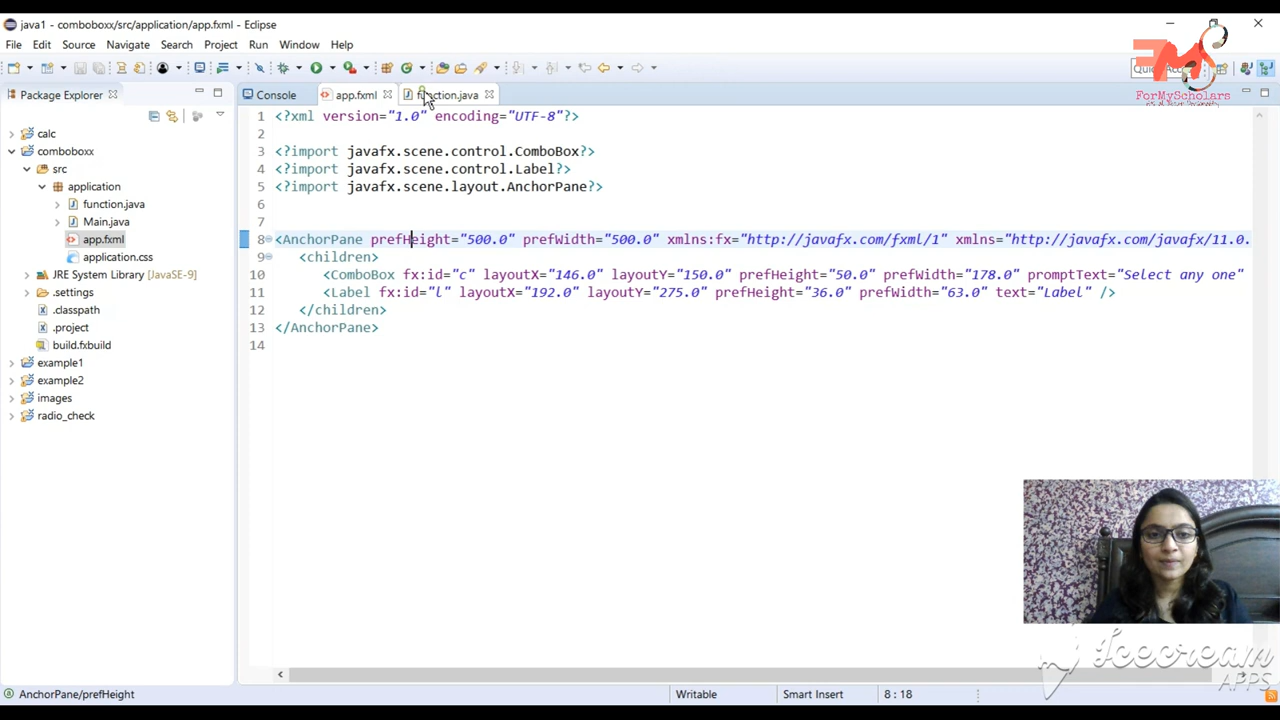 java1 - comboboxx/src/application/app.fxml - Eclipse
File Edit Source Navigate Search Project Run Window Help
ForMyScholars
Package Explorer
Console app.fxml function.java
calc
comboboxx
src
application
function.java
Main.java
app.fxml
application.css
JRE System Library [JavaSE-9]
.settings
.classpath
.project
build.fxbuild
example1
example2
images
radio_check
1 <?xml version="1.0" encoding="UTF-8"?>
2
3 <?import javafx.scene.control.ComboBox?>
4 <?import javafx.scene.control.Label?>
5 <?import javafx.scene.layout.AnchorPane?>
6
7
8 <AnchorPane prefHeight="500.0" prefWidth="500.0" xmlns:fx="http://javafx.com/fxml/1" xmlns="http://javafx.com/javafx/11.0.
9 <children>
10 <ComboBox fx:id="c" layoutX="146.0" layoutY="150.0" prefHeight="50.0" prefWidth="178.0" promptText="Select any one"
11 <Label fx:id="l" layoutX="192.0" layoutY="275.0" prefHeight="36.0" prefWidth="63.0" text="Label" />
12 </children>
13 </AnchorPane>
14
Icecream
APPS
AnchorPane/prefHeight Writable Smart Insert 8 : 18